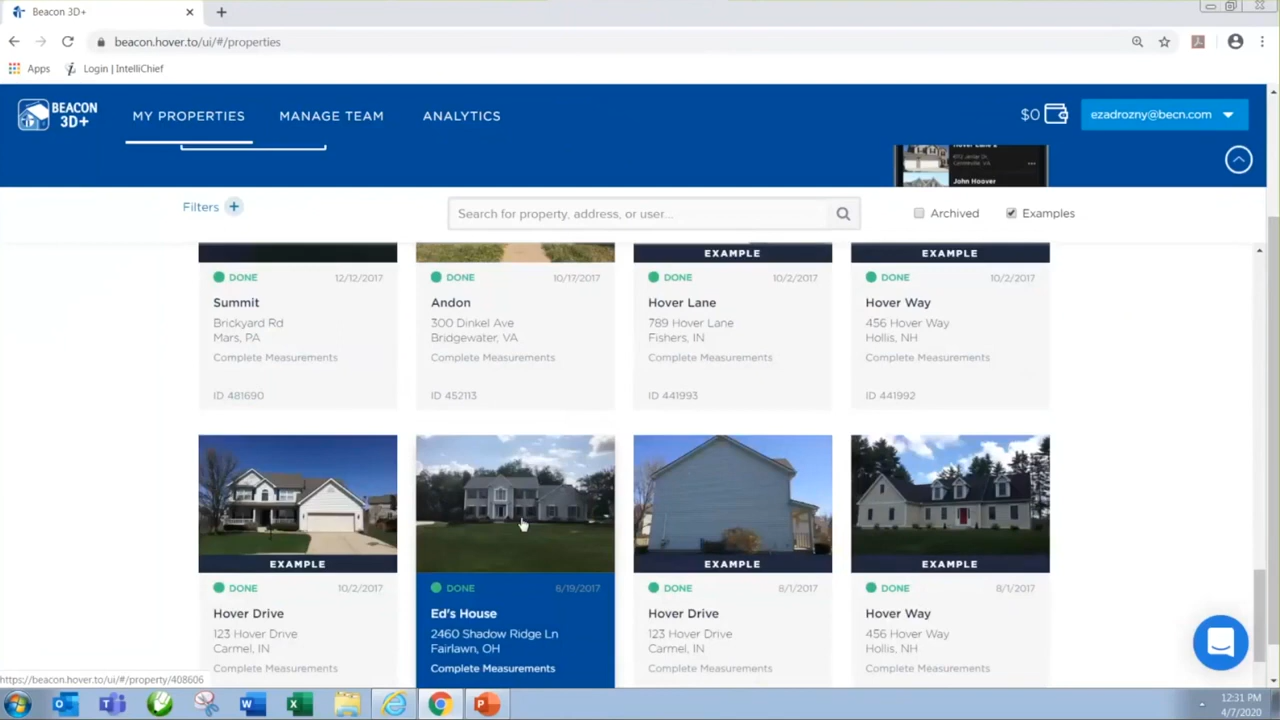 Beacon 3D+
beacon.hover.to/ui/#/properties
Apps
Login | IntelliChief
BEACON
3D+
MY PROPERTIES
MANAGE TEAM
ANALYTICS
$0
ezadrozny@becn.com
John Hoover
Filters +
Search for property, address, or user...
Archived
Examples
EXAMPLE
EXAMPLE
DONE 12/12/2017
Summit
Brickyard Rd
Mars, PA
Complete Measurements
ID 481690
DONE 10/17/2017
Andon
300 Dinkel Ave
Bridgewater, VA
Complete Measurements
ID 452113
DONE 10/2/2017
Hover Lane
789 Hover Lane
Fishers, IN
Complete Measurements
ID 441993
DONE 10/2/2017
Hover Way
456 Hover Way
Hollis, NH
Complete Measurements
ID 441992
EXAMPLE
DONE 10/2/2017
Hover Drive
123 Hover Drive
Carmel, IN
Complete Measurements
DONE 6/19/2017
Ed's House
2460 Shadow Ridge Ln
Fairlawn, OH
Complete Measurements
EXAMPLE
DONE 8/1/2017
Hover Drive
123 Hover Drive
Carmel, IN
Complete Measurements
EXAMPLE
DONE 8/1/2017
Hover Way
456 Hover Way
Hollis, NH
Complete Measurements
https://beacon.hover.to/ui/#/property/408606
12:31 PM
4/7/2020